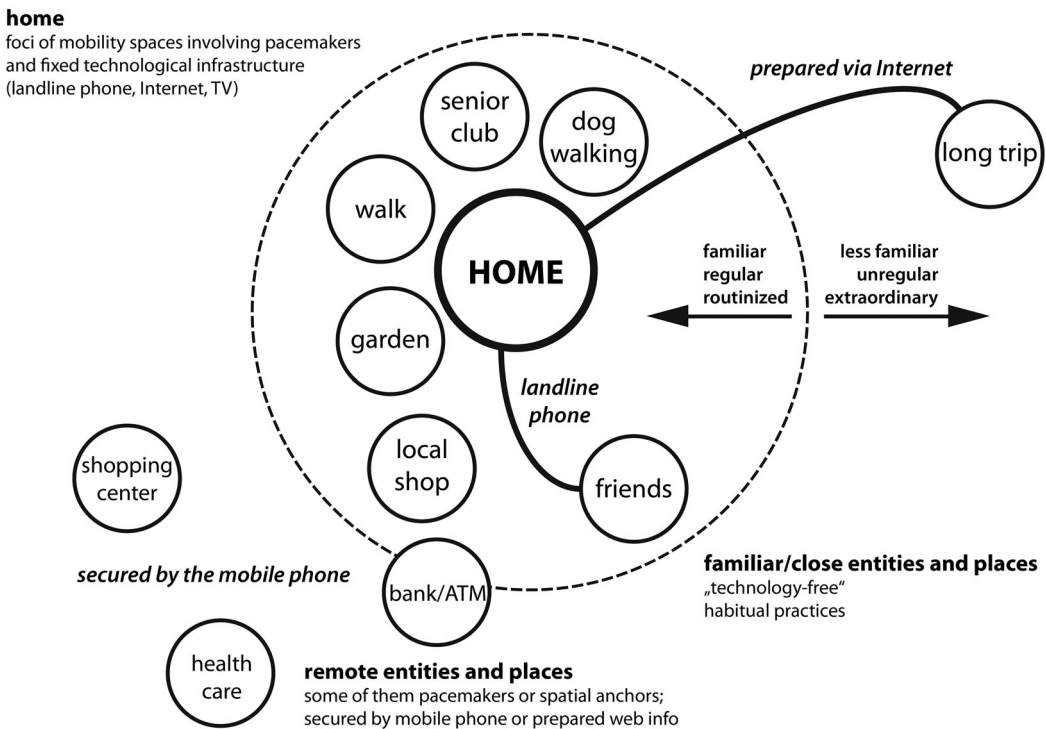 home
foci of mobility spaces involving pacemakers
and fixed technological infrastructure
(landline phone, Internet, TV)
prepared via Internet
senior
club
dog
walking
long trip
walk
HOME
familiar
regular
routinized
less familiar
unregular
extraordinary
garden
landline
phone
local
shop
friends
shopping
center
secured by the mobile phone
bank/ATM
familiar/close entities and places
„technology-free“
habitual practices
health
care
remote entities and places
some of them pacemakers or spatial anchors;
secured by mobile phone or prepared web info